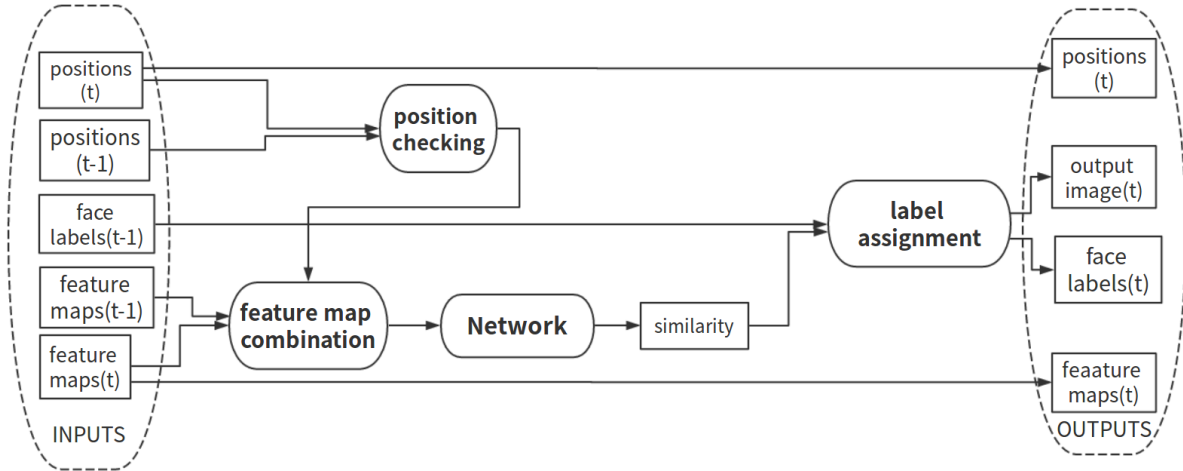 positions
(t)
positions
(t-1)
face
labels(t-1)
feature
maps(t-1)
feature
maps(t)
INPUTS
position
checking
feature map
combination
Network
similarity
label
assignment
positions
(t)
output
image(t)
face
labels(t)
feaature
maps(t)
OUTPUTS